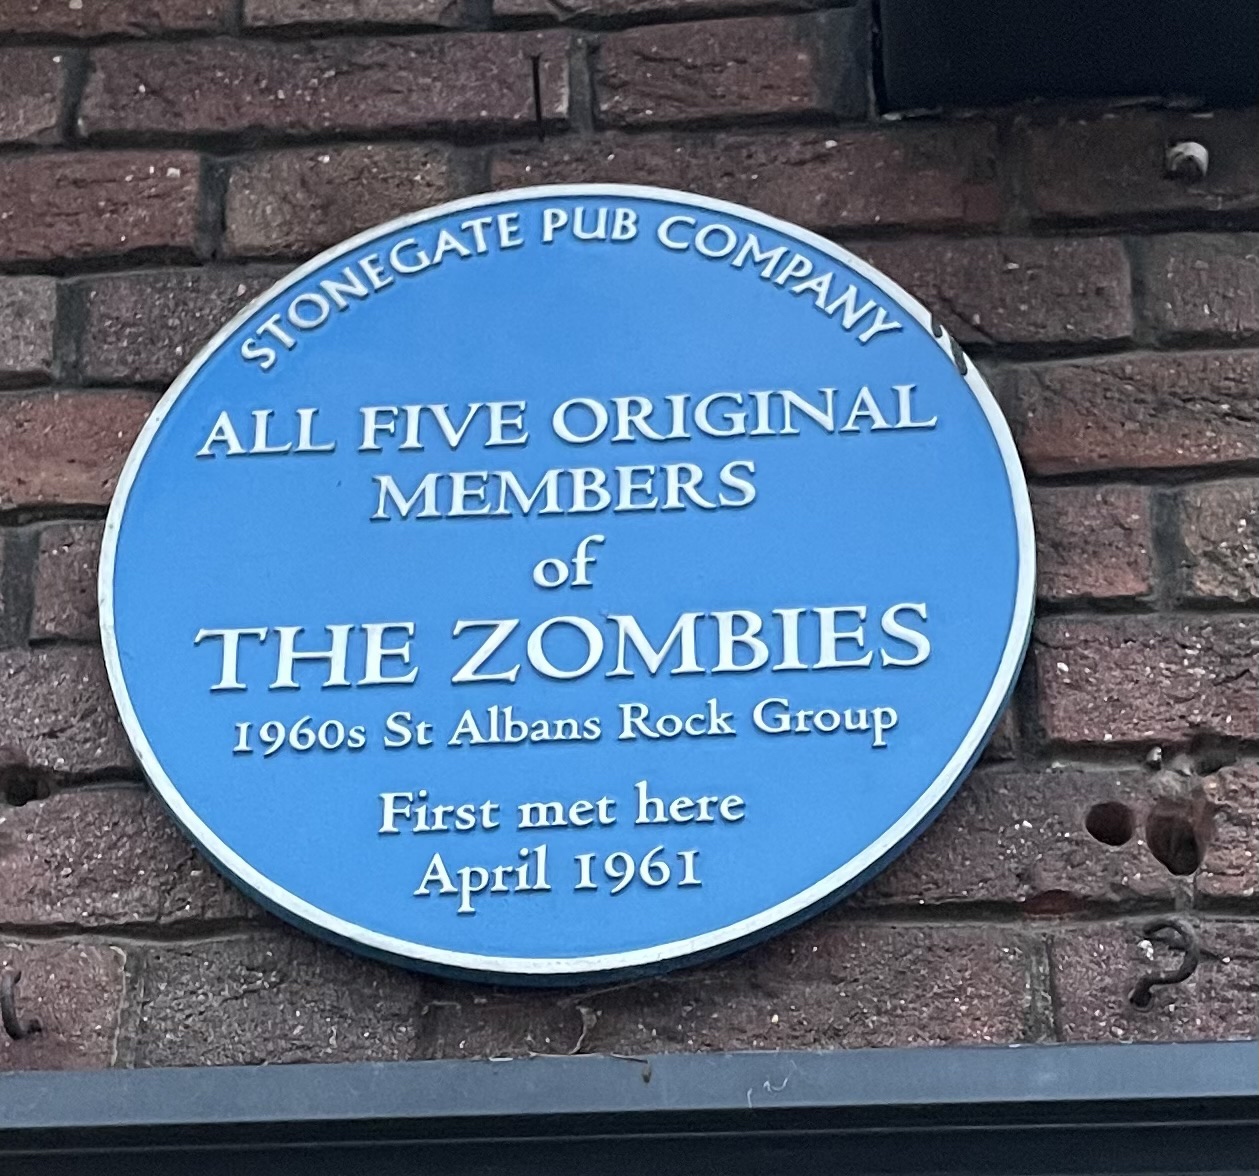 STONEGATE PUB COMPANY
ALL FIVE ORIGINAL
MEMBERS
of
THE ZOMBIES
1960s St Albans Rock Group
First met here
April 1961